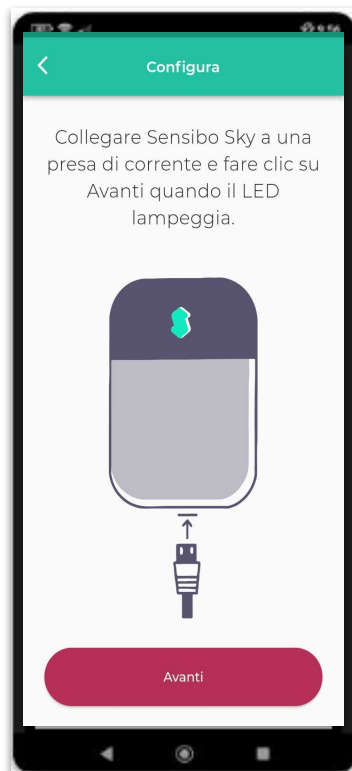 Configura
Collegare Sensibo Sky a una
presa di corrente e fare clic su
Avanti quando il LED
lampeggia.
Avanti